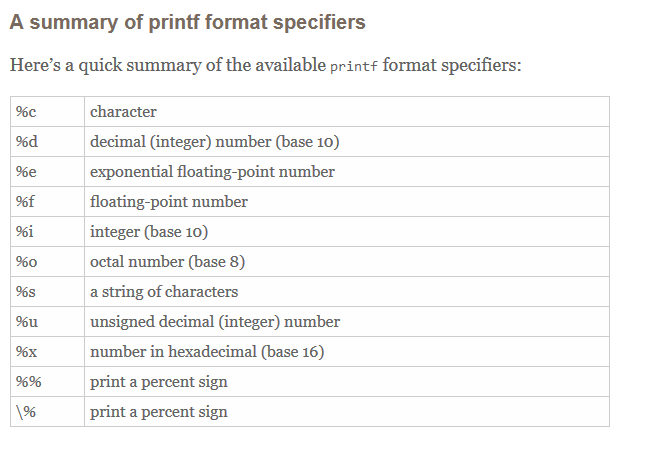 A summary of printf format specifiers
Here’s a quick summary of the available printf format specifiers:
%c character
%d decimal (integer) number (base 10)
%e exponential floating-point number
%f floating-point number
%i integer (base 10)
%o octal number (base 8)
%s a string of characters
%u unsigned decimal (integer) number
%x number in hexadecimal (base 16)
%% print a percent sign
\% print a percent sign